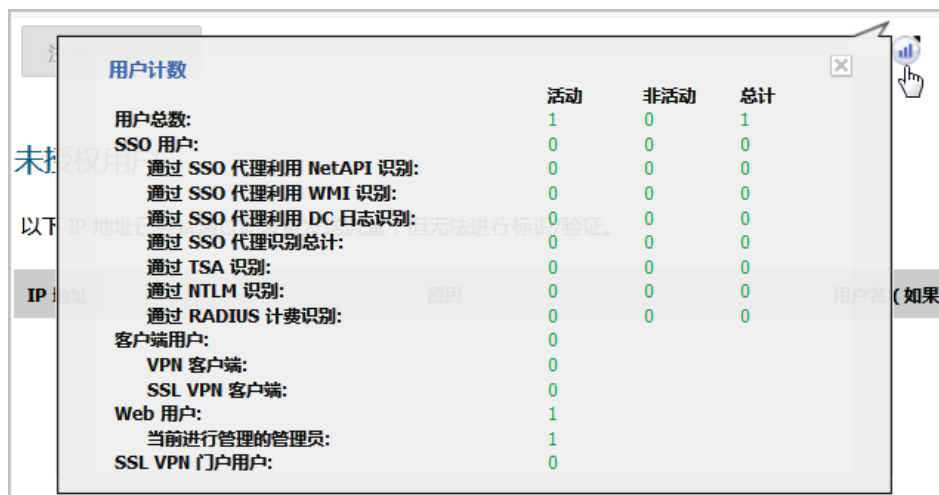 用户计数
活动 非活动 总计
用户总数: 1 0 1
SSO 用户: 0 0 0
通过 SSO 代理利用 NetAPI 识别: 0 0 0
通过 SSO 代理利用 WMI 识别: 0 0 0
通过 SSO 代理利用 DC 日志识别: 0 0 0
通过 SSO 代理识别总计: 0 0 0
通过 TSA 识别: 0 0 0
通过 NTLM 识别: 0 0 0
通过 RADIUS 计费识别: 0 0 0
客户端用户: 0
VPN 客户端: 0
SSL VPN 客户端: 0
Web 用户: 1
当前进行管理的管理员: 1
SSL VPN 门户用户: 0
未授权用
以下 IP 地址已 但无法进行标识/验证。
IP 地址 原因 用户名 (如果